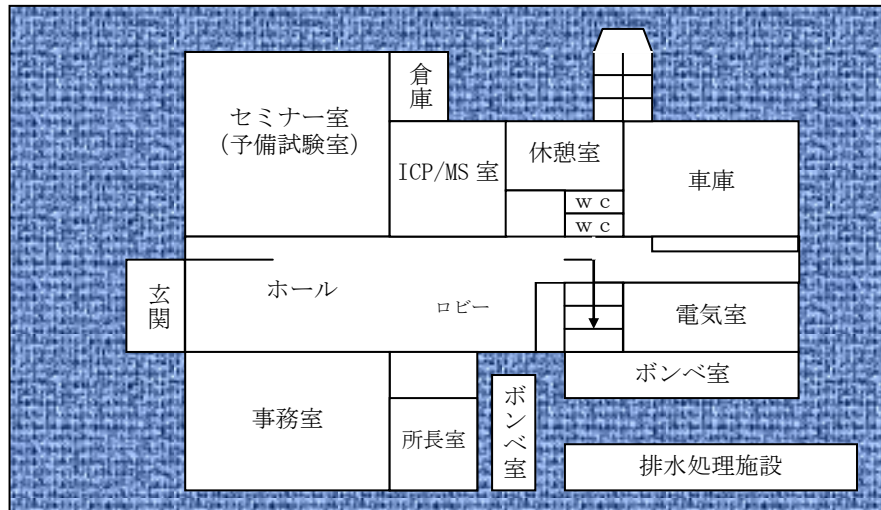 倉庫
セミナー室
（予備試験室）
休憩室
ICP/MS 室
車庫
ｗｃ
ｗｃ
玄関
ホール
ロビー
電気室
ボンベ室
ボンベ室
事務室
所長室
排水処理施設